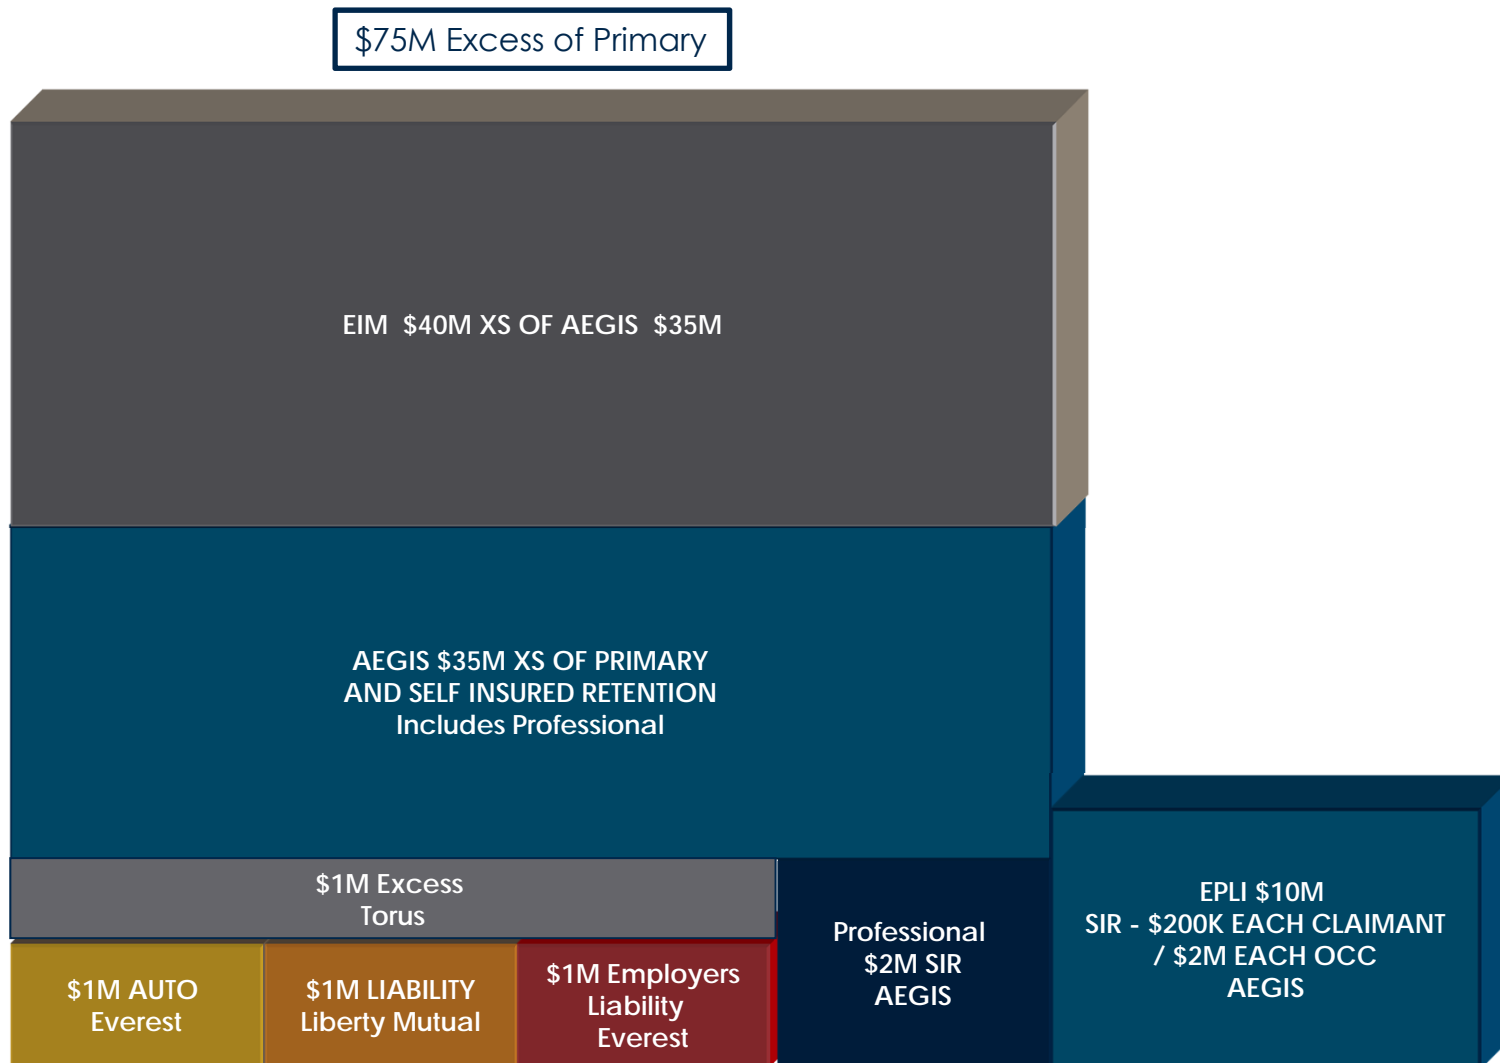 $75M Excess of Primary
EIM $40M XS OF AEGIS $35M
AEGIS $35M XS OF PRIMARY
AND SELF INSURED RETENTION
Includes Professional
$1M Excess
Torus
$1M AUTO
Everest
$1M LIABILITY
Liberty Mutual
$1M Employers
Liability
Everest
Professional
$2M SIR
AEGIS
EPLI $10M
SIR - $200K EACH CLAIMANT
/ $2M EACH OCC
AEGIS